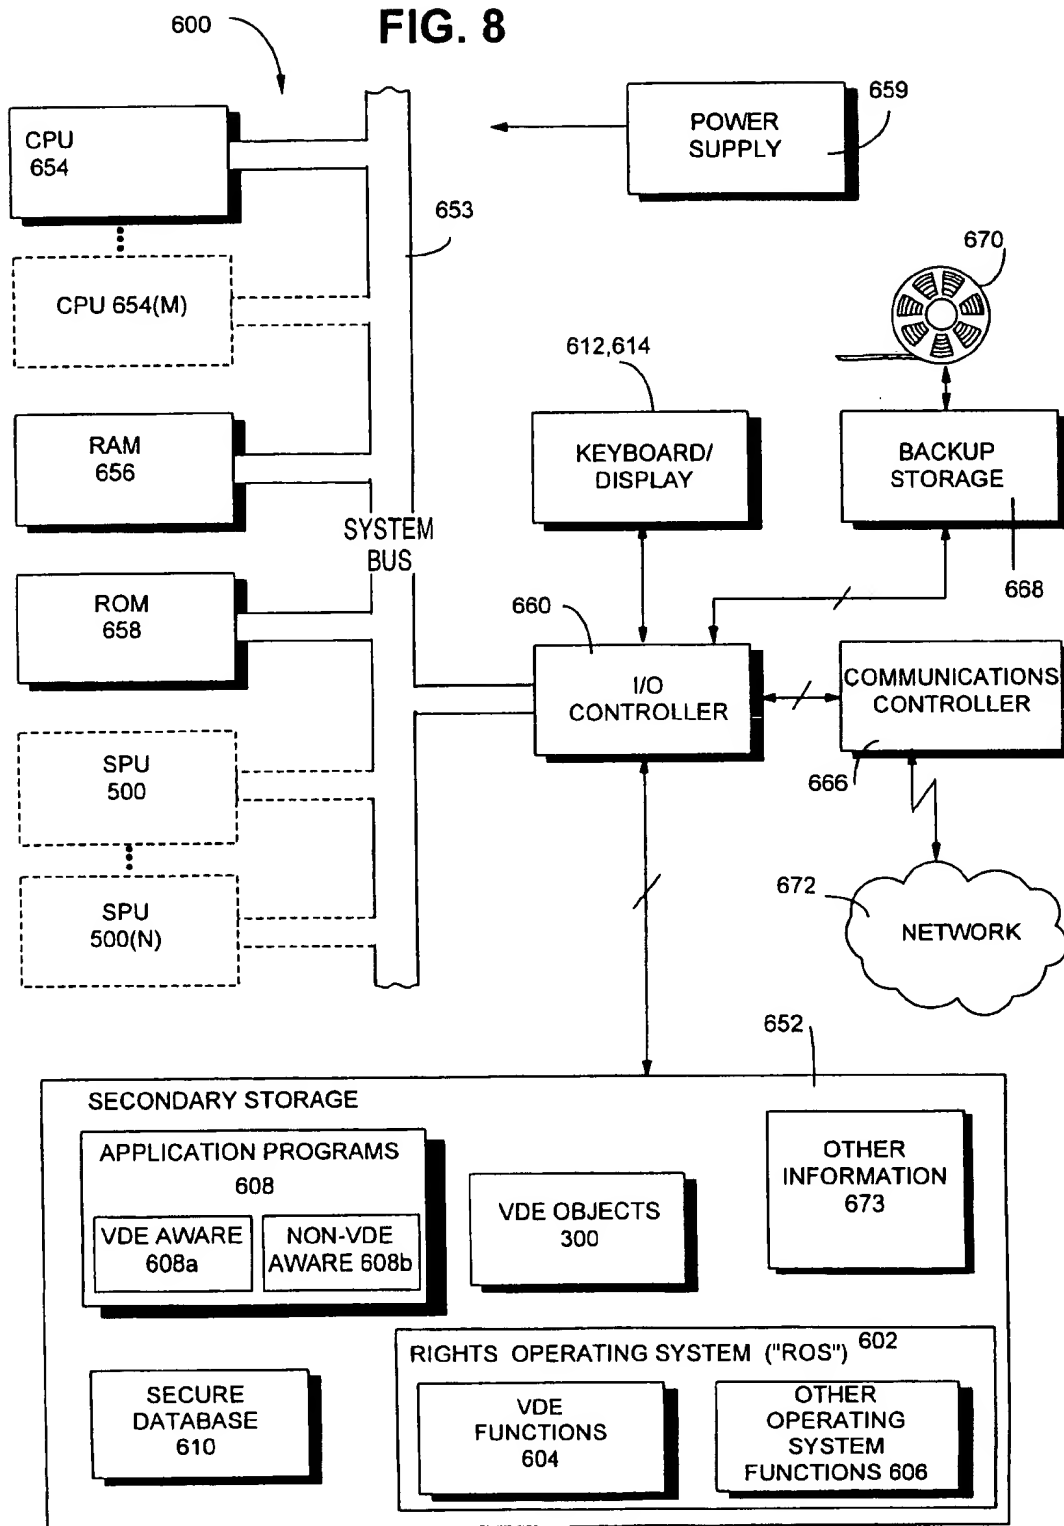 FIG. 8
600
CPU
654
CPU 654(M)
RAM
656
ROM
658
SPU
500
SPU
500(N)
653
SYSTEM
BUS
POWER
SUPPLY
659
670
612,614
KEYBOARD/
DISPLAY
BACKUP
STORAGE
668
660
I/O
CONTROLLER
COMMUNICATIONS
CONTROLLER
666
672
NETWORK
652
SECONDARY STORAGE
APPLICATION PROGRAMS
608
VDE AWARE
608a
NON-VDE
AWARE 608b
VDE OBJECTS
300
OTHER
INFORMATION
673
SECURE
DATABASE
610
RIGHTS OPERATING SYSTEM ("ROS") 602
VDE
FUNCTIONS
604
OTHER
OPERATING
SYSTEM
FUNCTIONS 606